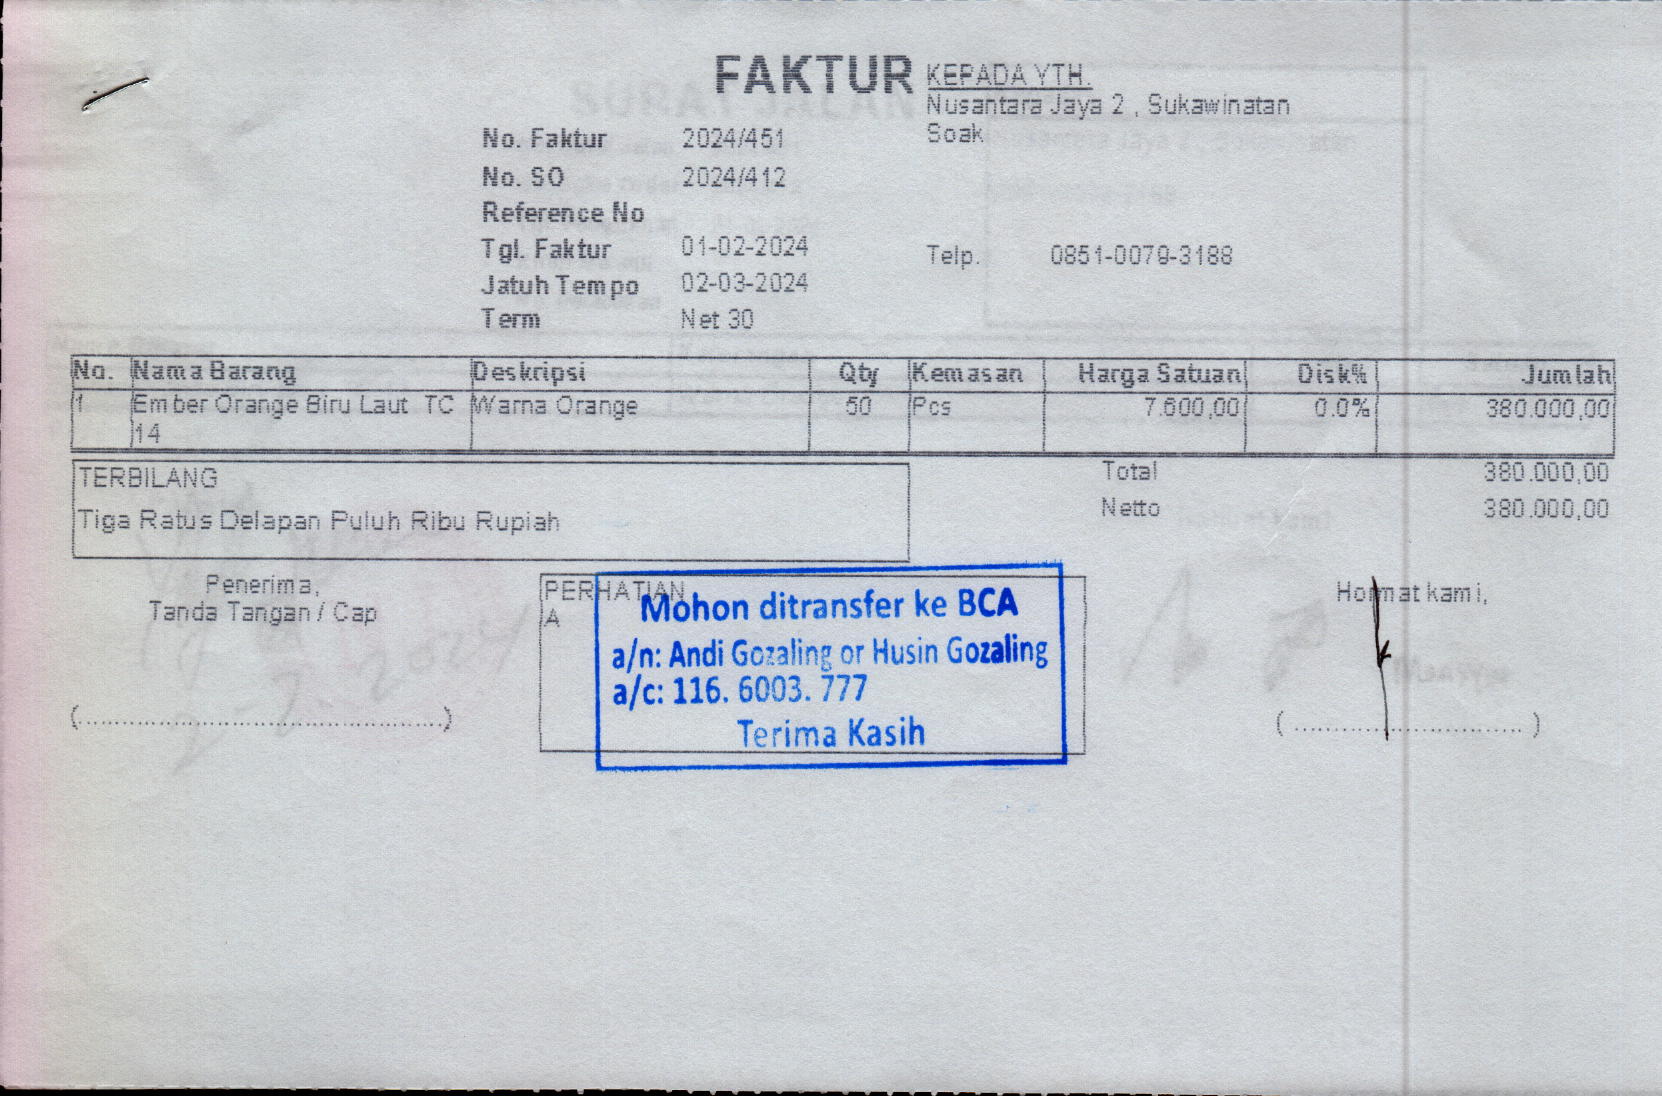 FAKTUR
KEPADA YTH.
Nusantara Jaya 2 , Sukawinatan
Soak
No. Faktur 2024/451
No. SO 2024/412
Reference No
Tgl. Faktur 01-02-2024
Telp. 0851-0079-3188
Jatuh Tempo 02-03-2024
Term Net 30
No. Nama Barang Deskripsi Qty Kemasan Harga Satuan Disk% Jumlah
1 Ember Orange Biru Laut TC Warna Orange 50 Pcs 7.600,00 0.0% 380.000,00
14
TERBILANG
Total 380.000,00
Netto 380.000,00
Tiga Ratus Delapan Puluh Ribu Rupiah
Penerima,
Tanda Tangan / Cap
PERHATIAN
A
Mohon ditransfer ke BCA
a/n: Andi Gozaling or Husin Gozaling
a/c: 116. 6003. 777
Terima Kasih
Hormat kami,
(................................................)
( .............................. )